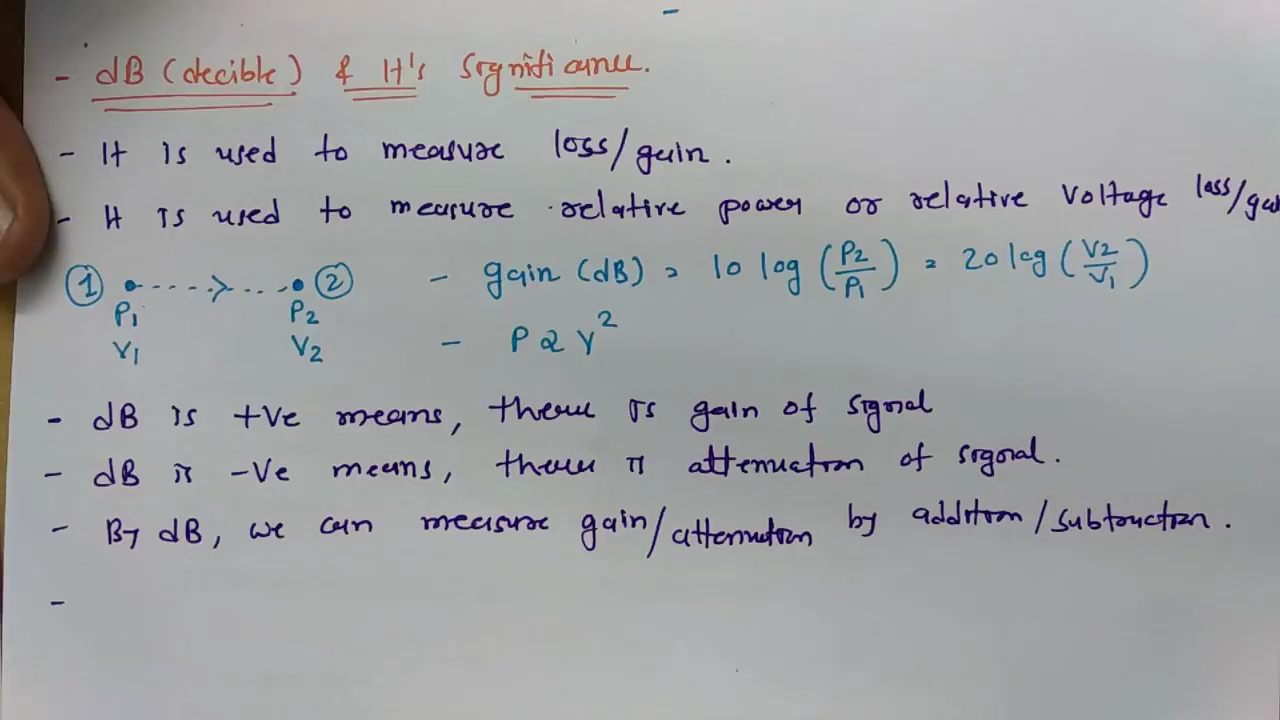 - dB (decible) & It's Significance.
- It is used to measure loss/gain.
- It is used to measure relative power or relative voltage loss/gai
① ② - gain (dB) = 10 log (P2/P1) = 20 log (V2/V1)
P1 P2
V1 V2 - P ∝ V²
- dB is +Ve means, there is gain of signal
- dB is -Ve means, there is attenuation of signal.
- By dB, we can measure gain/attenuation by addition/subtraction.
-